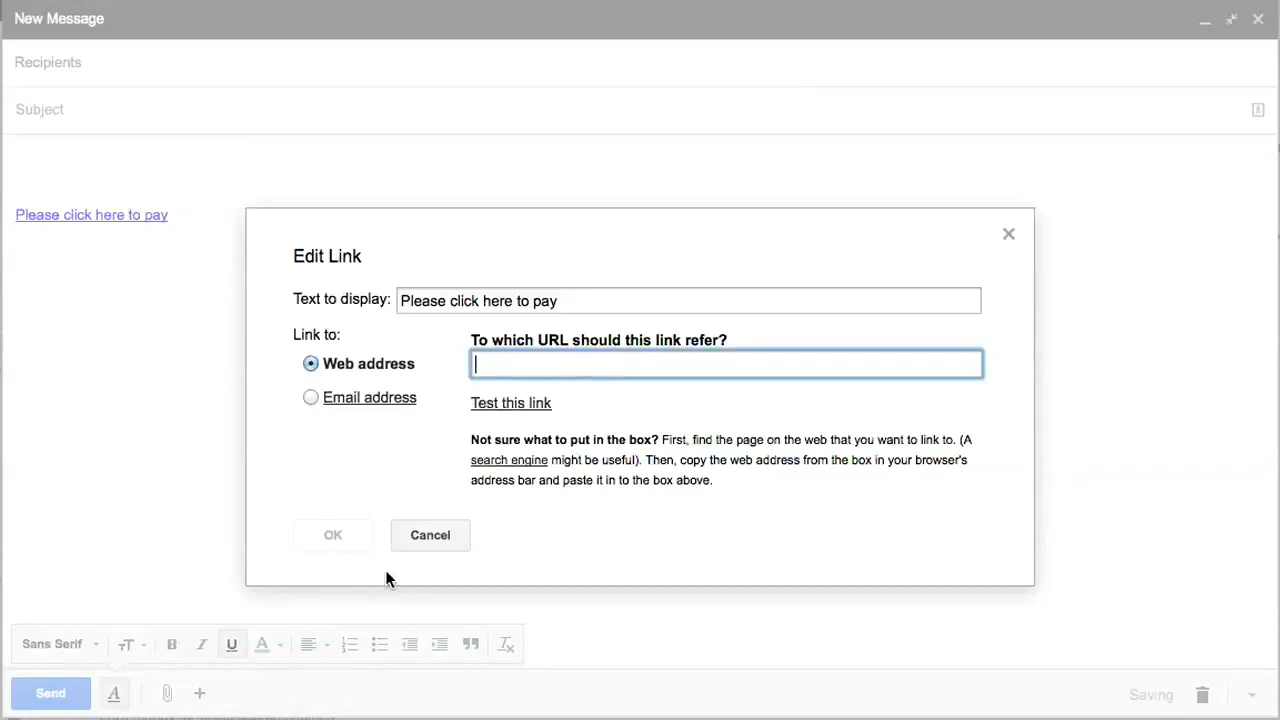 New Message
Recipients
Subject
Please click here to pay
Edit Link
Text to display: Please click here to pay
Link to:
To which URL should this link refer?
Web address
Email address
Test this link
Not sure what to put in the box? First, find the page on the web that you want to link to. (A
search engine might be useful). Then, copy the web address from the box in your browser's
address bar and paste it in to the box above.
OK Cancel
Sans Serif
Send
Saving